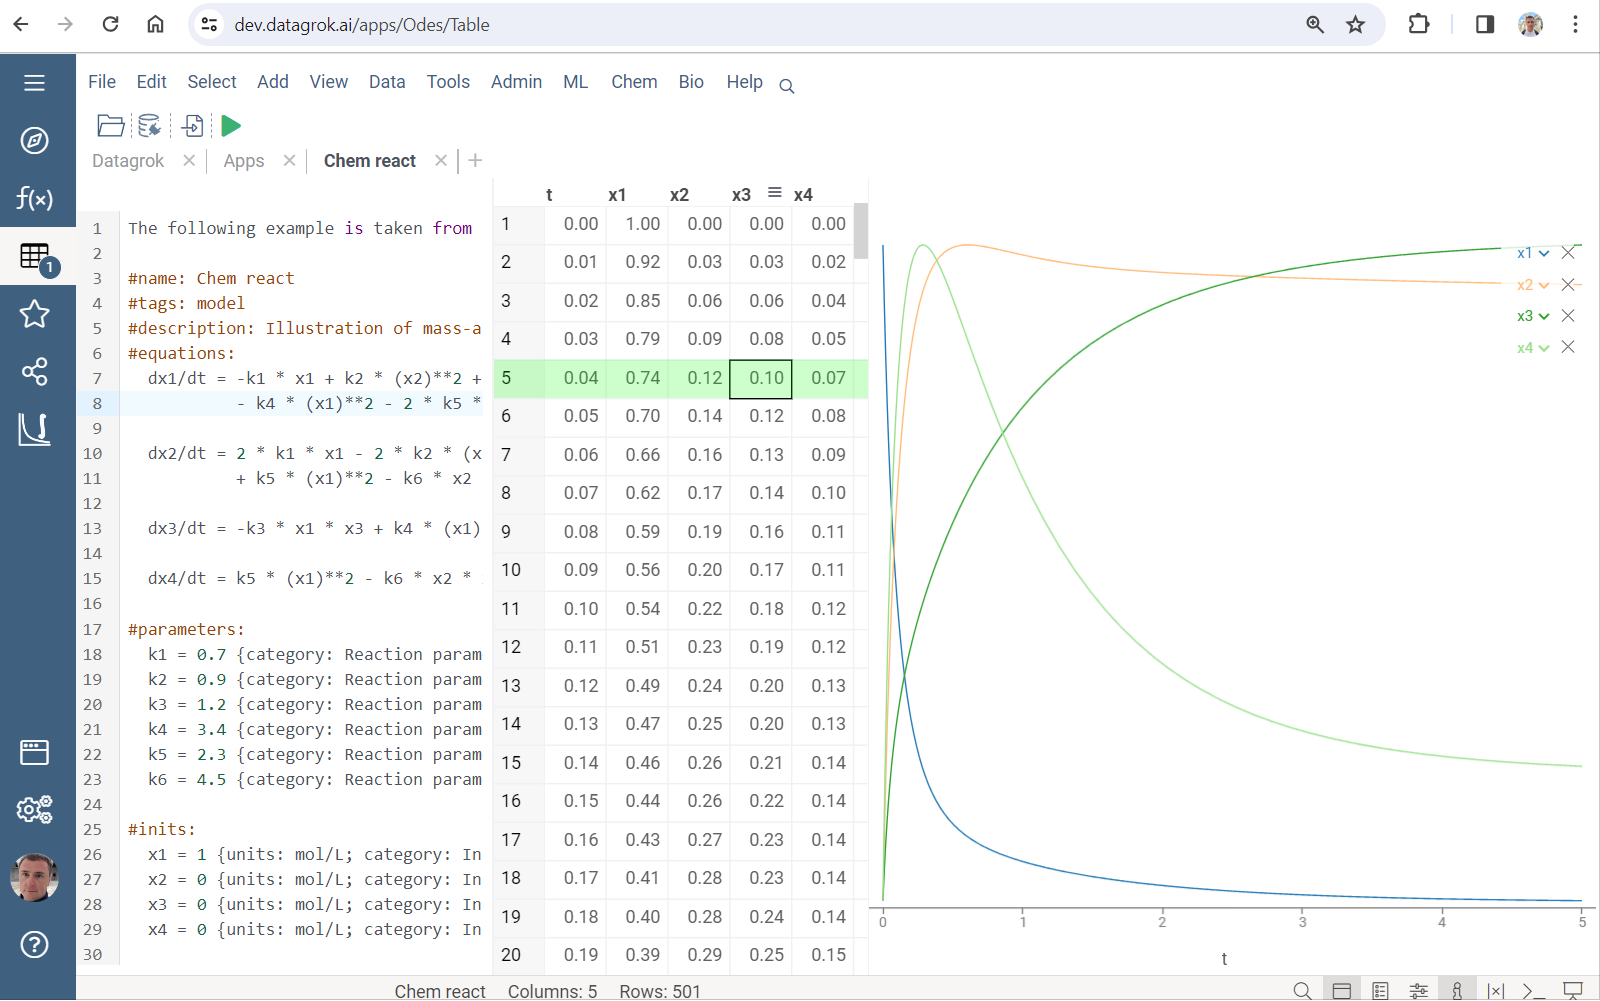 dev.datagrok.ai/apps/Odes/Table
File Edit Select Add View Data Tools Admin ML Chem Bio Help
Datagrok Apps Chem react
f(x)
1
1 The following example is taken from
2
3 #name: Chem react
4 #tags: model
5 #description: Illustration of mass-a
6 #equations:
7 dx1/dt = -k1 * x1 + k2 * (x2)**2 +
8 - k4 * (x1)**2 - 2 * k5 *
9
10 dx2/dt = 2 * k1 * x1 - 2 * k2 * (x
11 + k5 * (x1)**2 - k6 * x2
12
13 dx3/dt = -k3 * x1 * x3 + k4 * (x1)
14
15 dx4/dt = k5 * (x1)**2 - k6 * x2 *
16
17 #parameters:
18 k1 = 0.7 {category: Reaction param
19 k2 = 0.9 {category: Reaction param
20 k3 = 1.2 {category: Reaction param
21 k4 = 3.4 {category: Reaction param
22 k5 = 2.3 {category: Reaction param
23 k6 = 4.5 {category: Reaction param
24
25 #inits:
26 x1 = 1 {units: mol/L; category: In
27 x2 = 0 {units: mol/L; category: In
28 x3 = 0 {units: mol/L; category: In
29 x4 = 0 {units: mol/L; category: In
30
t x1 x2 x3 x4
1 0.00 1.00 0.00 0.00 0.00
2 0.01 0.92 0.03 0.03 0.02
3 0.02 0.85 0.06 0.06 0.04
4 0.03 0.79 0.09 0.08 0.05
5 0.04 0.74 0.12 0.10 0.07
6 0.05 0.70 0.14 0.12 0.08
7 0.06 0.66 0.16 0.13 0.09
8 0.07 0.62 0.17 0.14 0.10
9 0.08 0.59 0.19 0.16 0.11
10 0.09 0.56 0.20 0.17 0.11
11 0.10 0.54 0.22 0.18 0.12
12 0.11 0.51 0.23 0.19 0.12
13 0.12 0.49 0.24 0.20 0.13
14 0.13 0.47 0.25 0.20 0.13
15 0.14 0.46 0.26 0.21 0.14
16 0.15 0.44 0.26 0.22 0.14
17 0.16 0.43 0.27 0.23 0.14
18 0.17 0.41 0.28 0.23 0.14
19 0.18 0.40 0.28 0.24 0.14
20 0.19 0.39 0.29 0.25 0.15
x1
x2
x3
x4
0 1 2 3 4 5
t
Chem react Columns: 5 Rows: 501